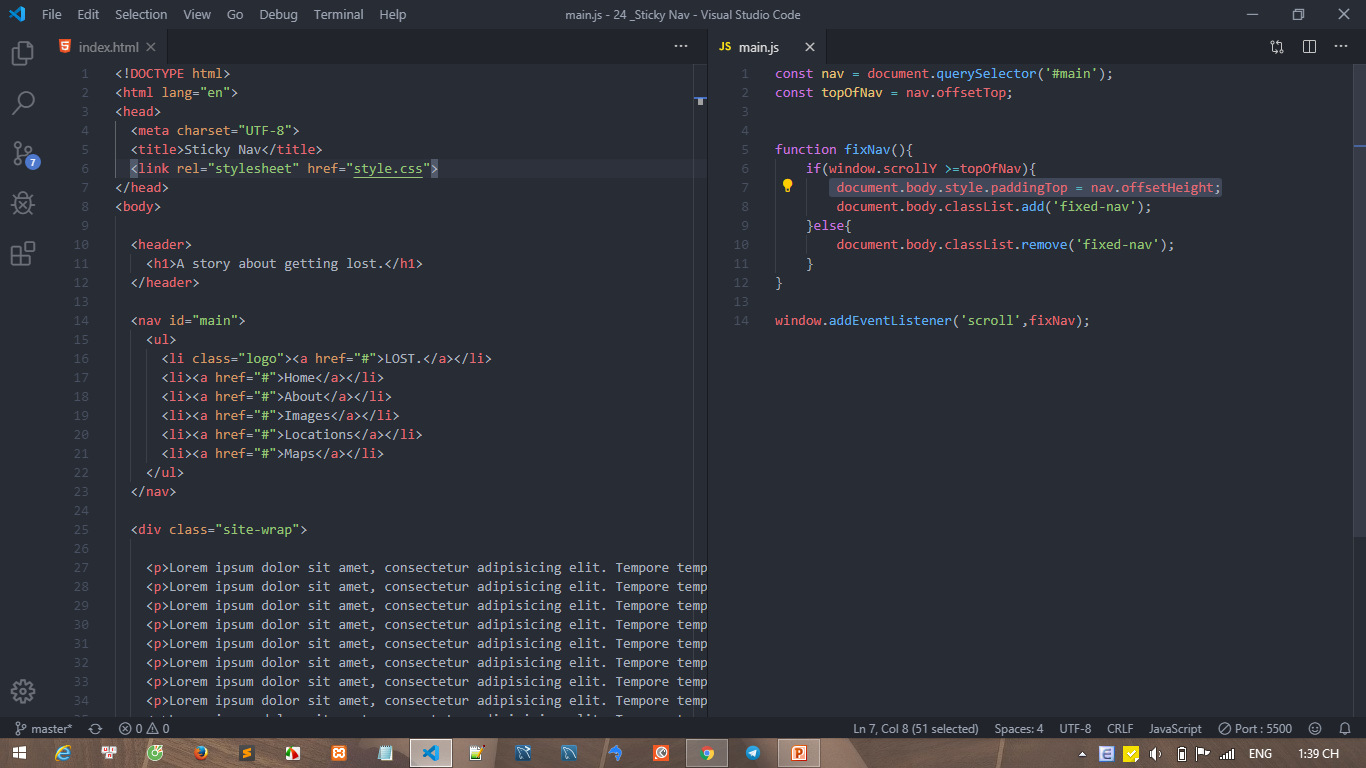 File Edit Selection View Go Debug Terminal Help
main.js - 24 _Sticky Nav - Visual Studio Code
index.html
1 <!DOCTYPE html>
2 <html lang="en">
3 <head>
4 <meta charset="UTF-8">
5 <title>Sticky Nav</title>
6 <link rel="stylesheet" href="style.css">
7 </head>
8 <body>
9
10 <header>
11 <h1>A story about getting lost.</h1>
12 </header>
13
14 <nav id="main">
15 <ul>
16 <li class="logo"><a href="#">LOST.</a></li>
17 <li><a href="#">Home</a></li>
18 <li><a href="#">About</a></li>
19 <li><a href="#">Images</a></li>
20 <li><a href="#">Locations</a></li>
21 <li><a href="#">Maps</a></li>
22 </ul>
23 </nav>
24
25 <div class="site-wrap">
26
27 <p>Lorem ipsum dolor sit amet, consectetur adipisicing elit. Tempore temp
28 <p>Lorem ipsum dolor sit amet, consectetur adipisicing elit. Tempore temp
29 <p>Lorem ipsum dolor sit amet, consectetur adipisicing elit. Tempore temp
30 <p>Lorem ipsum dolor sit amet, consectetur adipisicing elit. Tempore temp
31 <p>Lorem ipsum dolor sit amet, consectetur adipisicing elit. Tempore temp
32 <p>Lorem ipsum dolor sit amet, consectetur adipisicing elit. Tempore temp
33 <p>Lorem ipsum dolor sit amet, consectetur adipisicing elit. Tempore temp
34 <p>Lorem ipsum dolor sit amet, consectetur adipisicing elit. Tempore temp
JS main.js
1 const nav = document.querySelector('#main');
2 const topOfNav = nav.offsetTop;
3
4
5 function fixNav(){
6 if(window.scrollY >=topOfNav){
7 document.body.style.paddingTop = nav.offsetHeight;
8 document.body.classList.add('fixed-nav');
9 }else{
10 document.body.classList.remove('fixed-nav');
11 }
12 }
13
14 window.addEventListener('scroll',fixNav);
7
master* 0 0
Ln 7, Col 8 (51 selected) Spaces: 4 UTF-8 CRLF JavaScript Port : 5500
ENG 1:39 CH